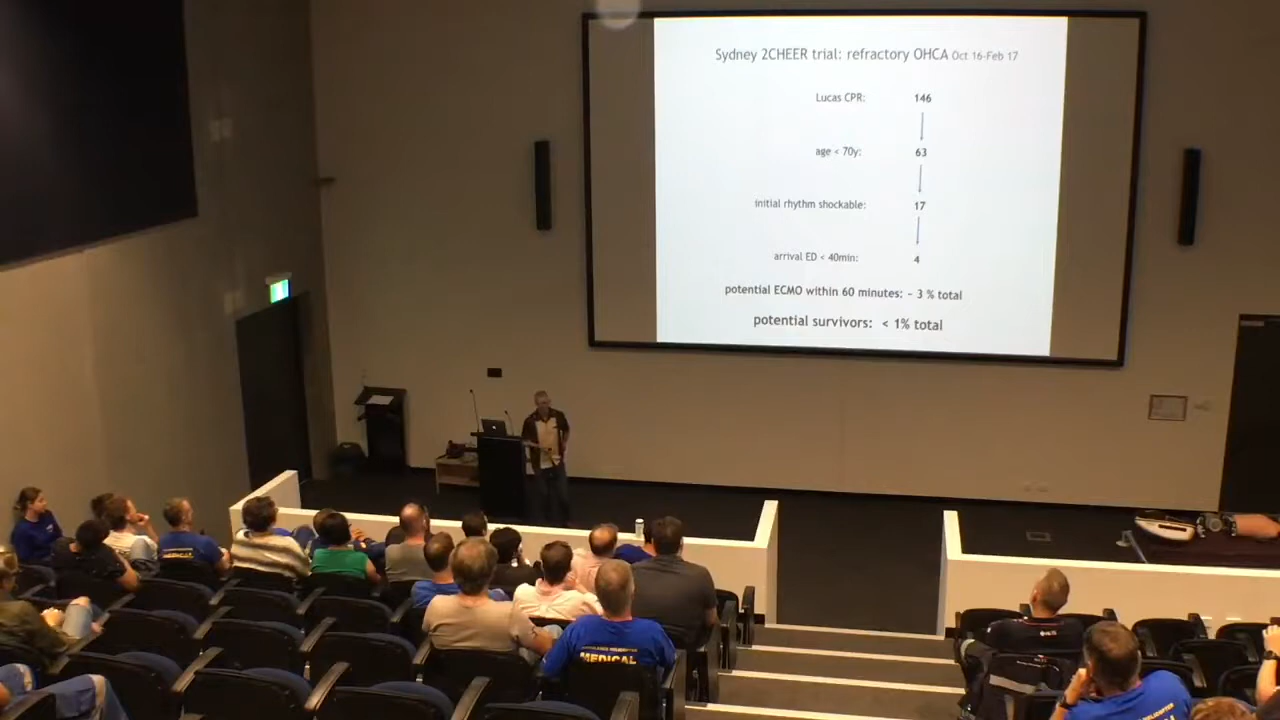 Sydney 2CHEER trial: refractory OHCA Oct 16-Feb 17
Lucas CPR: 146
age < 70y: 63
initial rhythm shockable: 17
arrival ED < 40min: 4
potential ECMO within 60 minutes: ~ 3 % total
potential survivors: < 1% total
MEDICAL
MEDICAL